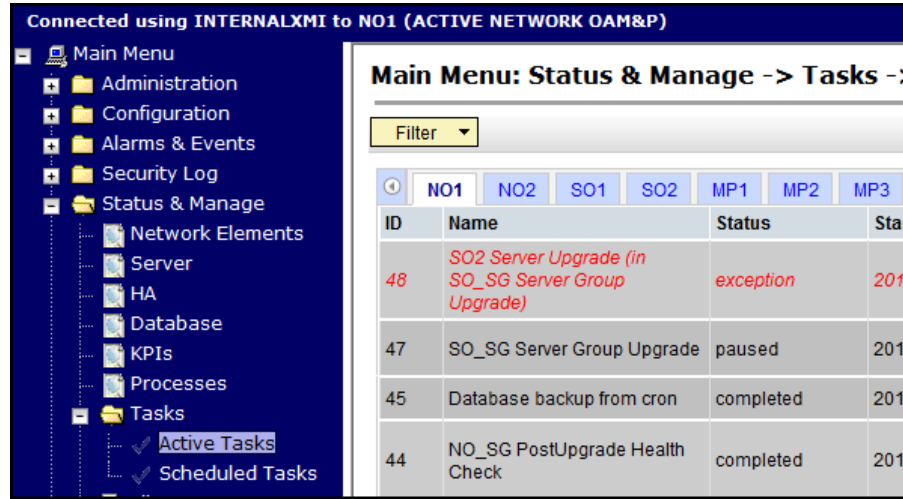 Connected using INTERNALXMI to NO1 (ACTIVE NETWORK OAM&P)
Main Menu
Administration
Configuration
Alarms & Events
Security Log
Status & Manage
Network Elements
Server
HA
Database
KPIs
Processes
Tasks
Active Tasks
Scheduled Tasks
Main Menu: Status & Manage -> Tasks -
Filter
NO1 NO2 SO1 SO2 MP1 MP2 MP3
ID Name Status Sta
48 SO2 Server Upgrade (in
SO_SG Server Group
Upgrade) exception 201
47 SO_SG Server Group Upgrade paused 201
45 Database backup from cron completed 201
44 NO_SG PostUpgrade Health
Check completed 201